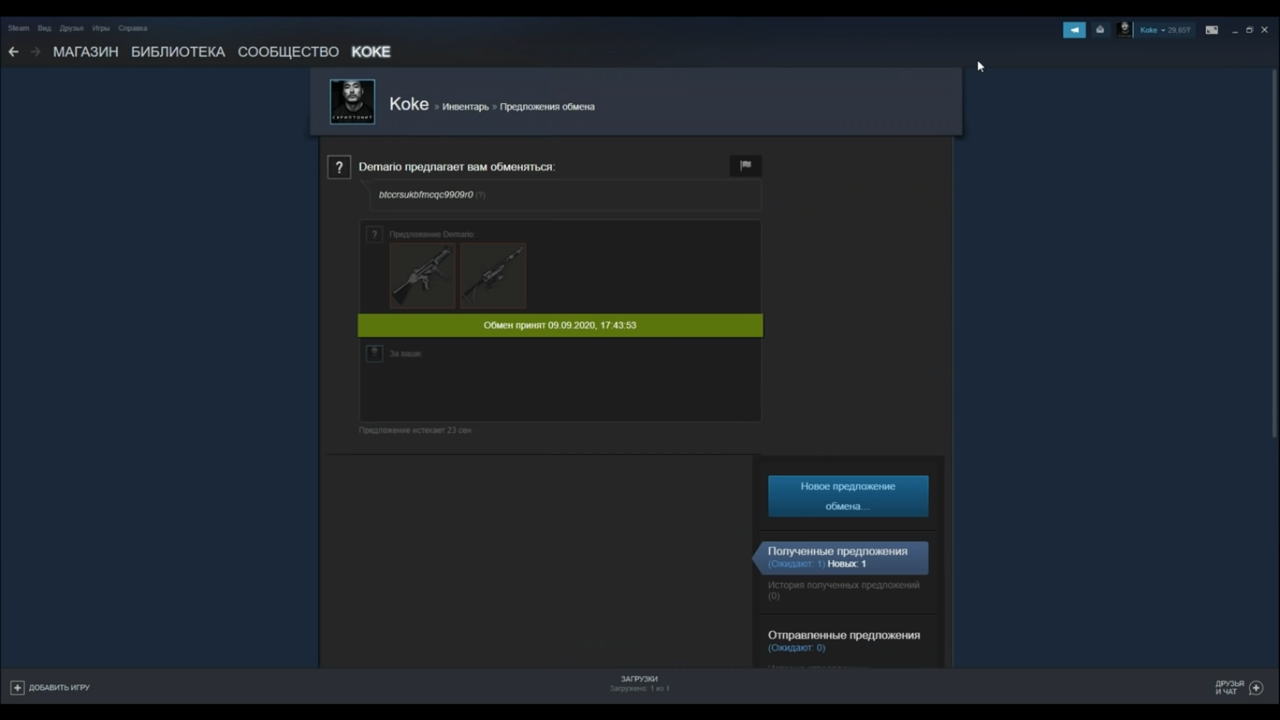 Steam Вид Друзья Игры Справка
Koke 29,65₸
МАГАЗИН БИБЛИОТЕКА СООБЩЕСТВО KOKE
СКРИПТОНИТ
Koke » Инвентарь » Предложения обмена
? Demario предлагает вам обменяться:
btccrsukbfmcqc9909r0 (?)
? Предложение Demario:
Обмен принят 09.09.2020, 17:43:53
За ваше:
Предложение истекает 23 сен
Новое предложение
обмена...
Полученные предложения
(Ожидают: 1) Новых: 1
История полученных предложений
(0)
Отправленные предложения
(Ожидают: 0)
ДОБАВИТЬ ИГРУ
ЗАГРУЗКИ
Загружено: 1 из 1
ДРУЗЬЯ
И ЧАТ